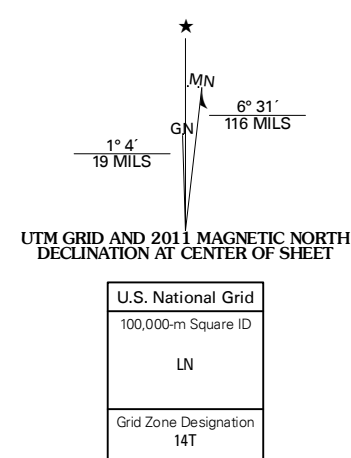 ★
MN
GN
6° 31´
116 MILS
1° 4´
19 MILS
UTM GRID AND 2011 MAGNETIC NORTH
DECLINATION AT CENTER OF SHEET
U.S. National Grid
100,000-m Square ID
LN
Grid Zone Designation
14T